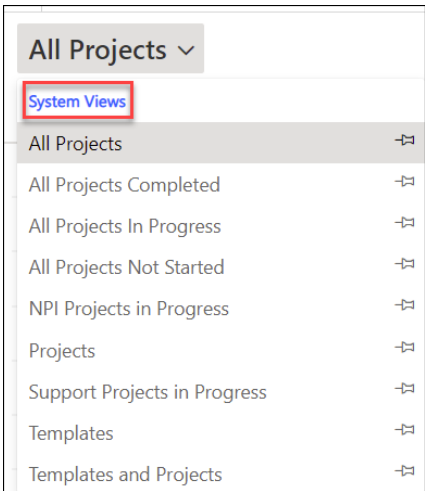 All Projects
System Views
All Projects
All Projects Completed
All Projects In Progress
All Projects Not Started
NPI Projects in Progress
Projects
Support Projects in Progress
Templates
Templates and Projects